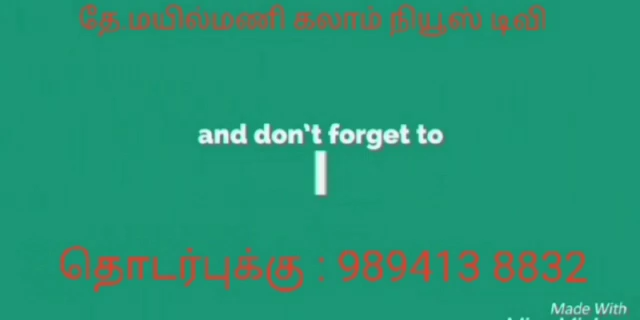 தே.மயில்மணி கலாம் நியூஸ் டிவி
and don't forget to
தொடர்புக்கு : 989413 8832
Made With